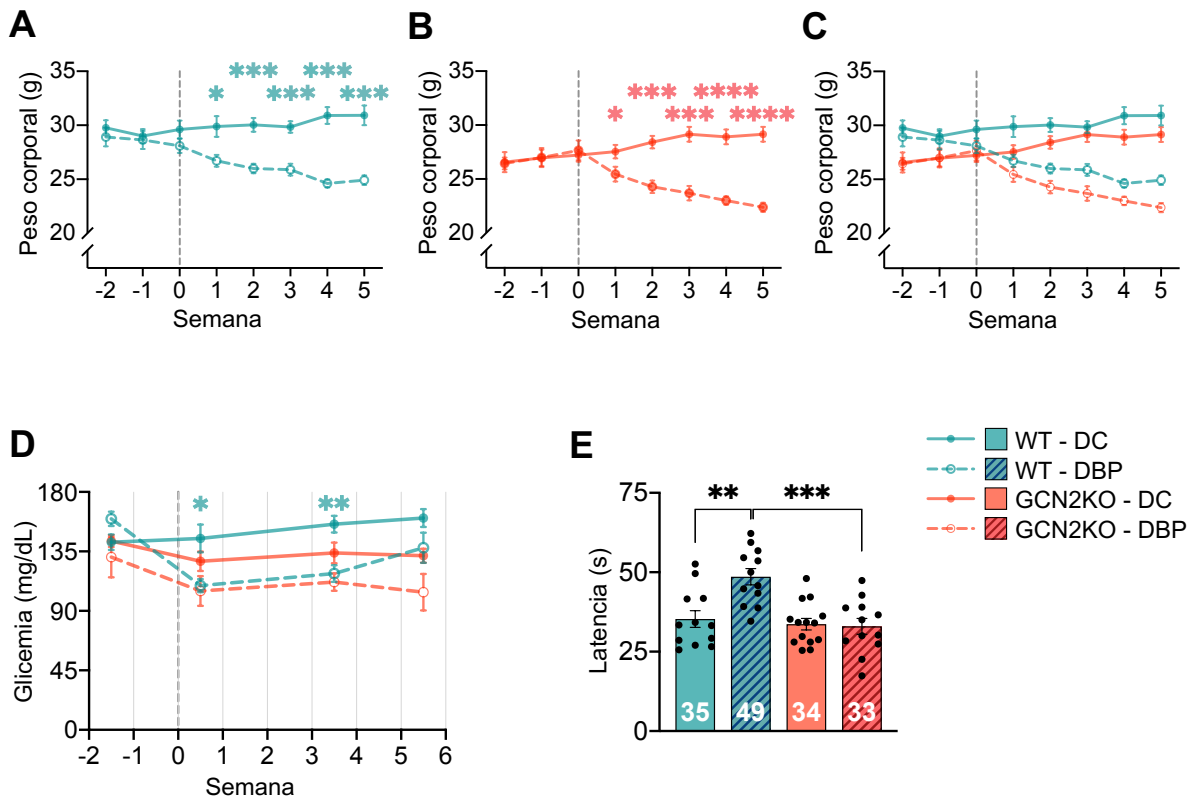 A
B
C
Peso corporal (g)
35
30
25
20
* *** *** *** ***
-2 -1 0 1 2 3 4 5
Semana
Peso corporal (g)
35
30
25
20
* *** *** **** ****
-2 -1 0 1 2 3 4 5
Semana
Peso corporal (g)
35
30
25
20
-2 -1 0 1 2 3 4 5
Semana
D
Glicemia (mg/dL)
180
135
90
45
0
* **
-2 -1 0 1 2 3 4 5 6
Semana
E
Latencia (s)
75
50
25
0
** ***
35 49 34 33
WT - DC
WT - DBP
GCN2KO - DC
GCN2KO - DBP